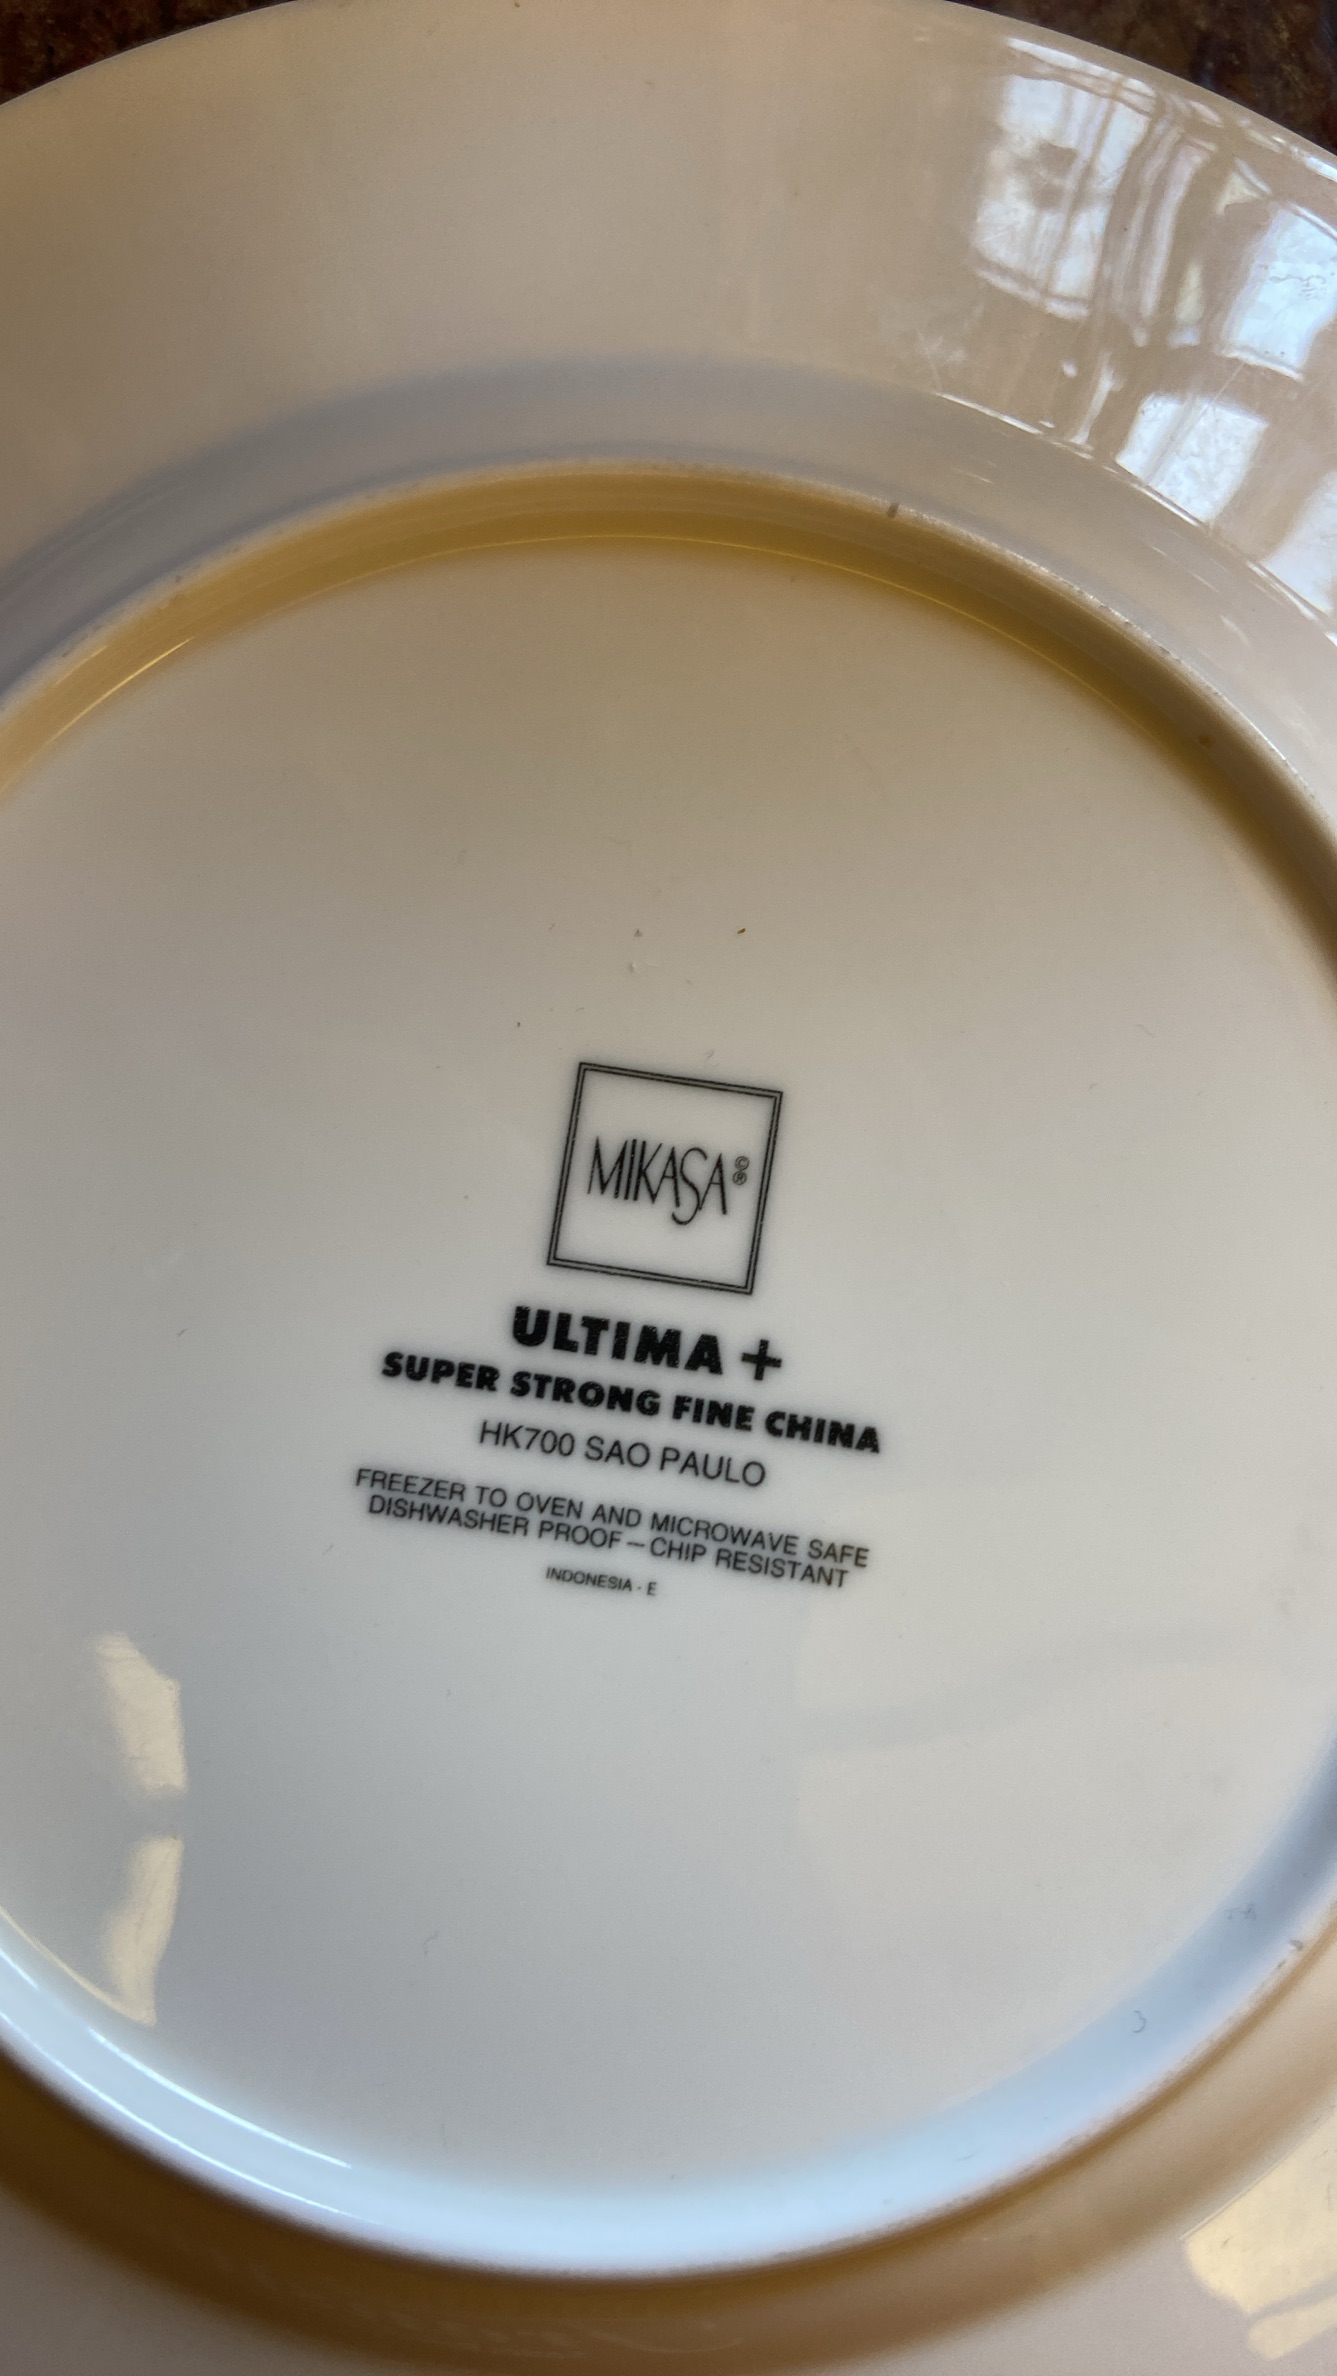 MIKASA©®
ULTIMA +
SUPER STRONG FINE CHINA
HK700 SAO PAULO
FREEZER TO OVEN AND MICROWAVE SAFE
DISHWASHER PROOF – CHIP RESISTANT
INDONESIA - E